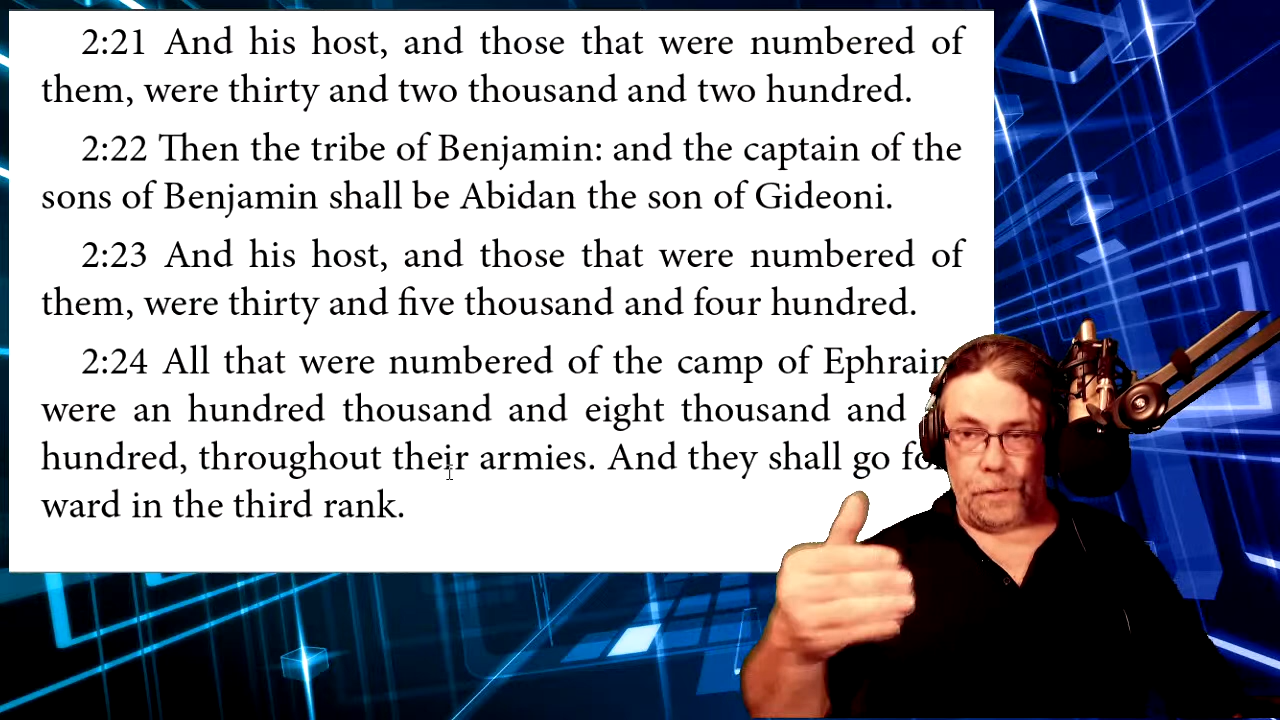 2:21 And his host, and those that were numbered of
them, were thirty and two thousand and two hundred.
2:22 Then the tribe of Benjamin: and the captain of the
sons of Benjamin shall be Abidan the son of Gideoni.
2:23 And his host, and those that were numbered of
them, were thirty and five thousand and four hundred.
2:24 All that were numbered of the camp of Ephraim
were an hundred thousand and eight thousand and
hundred, throughout their armies. And they shall go for
ward in the third rank.